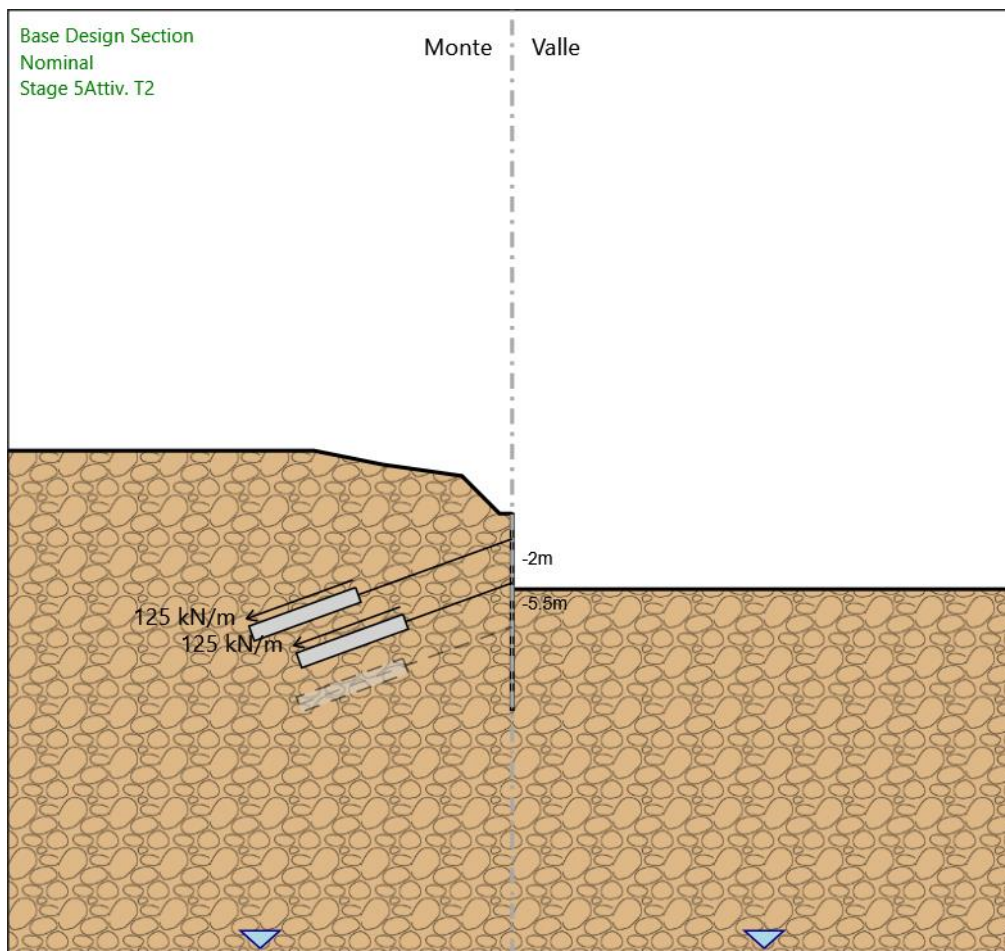 Base Design Section
Nominal
Stage 5Attiv. T2
Monte
Valle
-2m
-5.5m
125 kN/m
125 kN/m